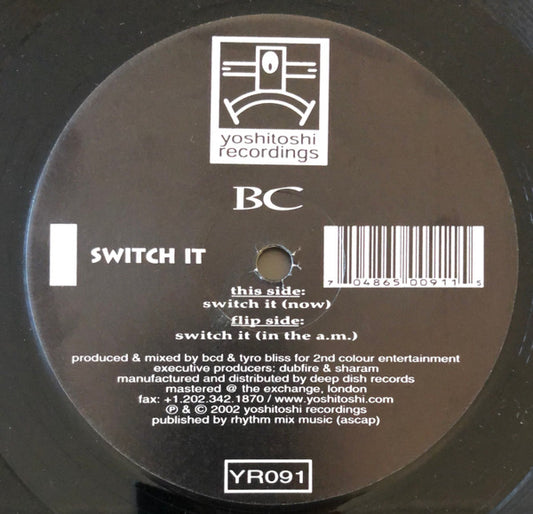 yoshitoshi
recordings
BC
SWITCH IT
7 04865 00911 5
this side:
switch it (now)
flip side:
switch it (in the a.m.)
produced & mixed by bcd & tyro bliss for 2nd colour entertainment
executive producers: dubfire & sharam
manufactured and distributed by deep dish records
mastered @ the exchange, london
fax: +1.202.342.1870 / www.yoshitoshi.com
℗ & © 2002 yoshitoshi recordings
published by rhythm mix music (ascap)
YR091